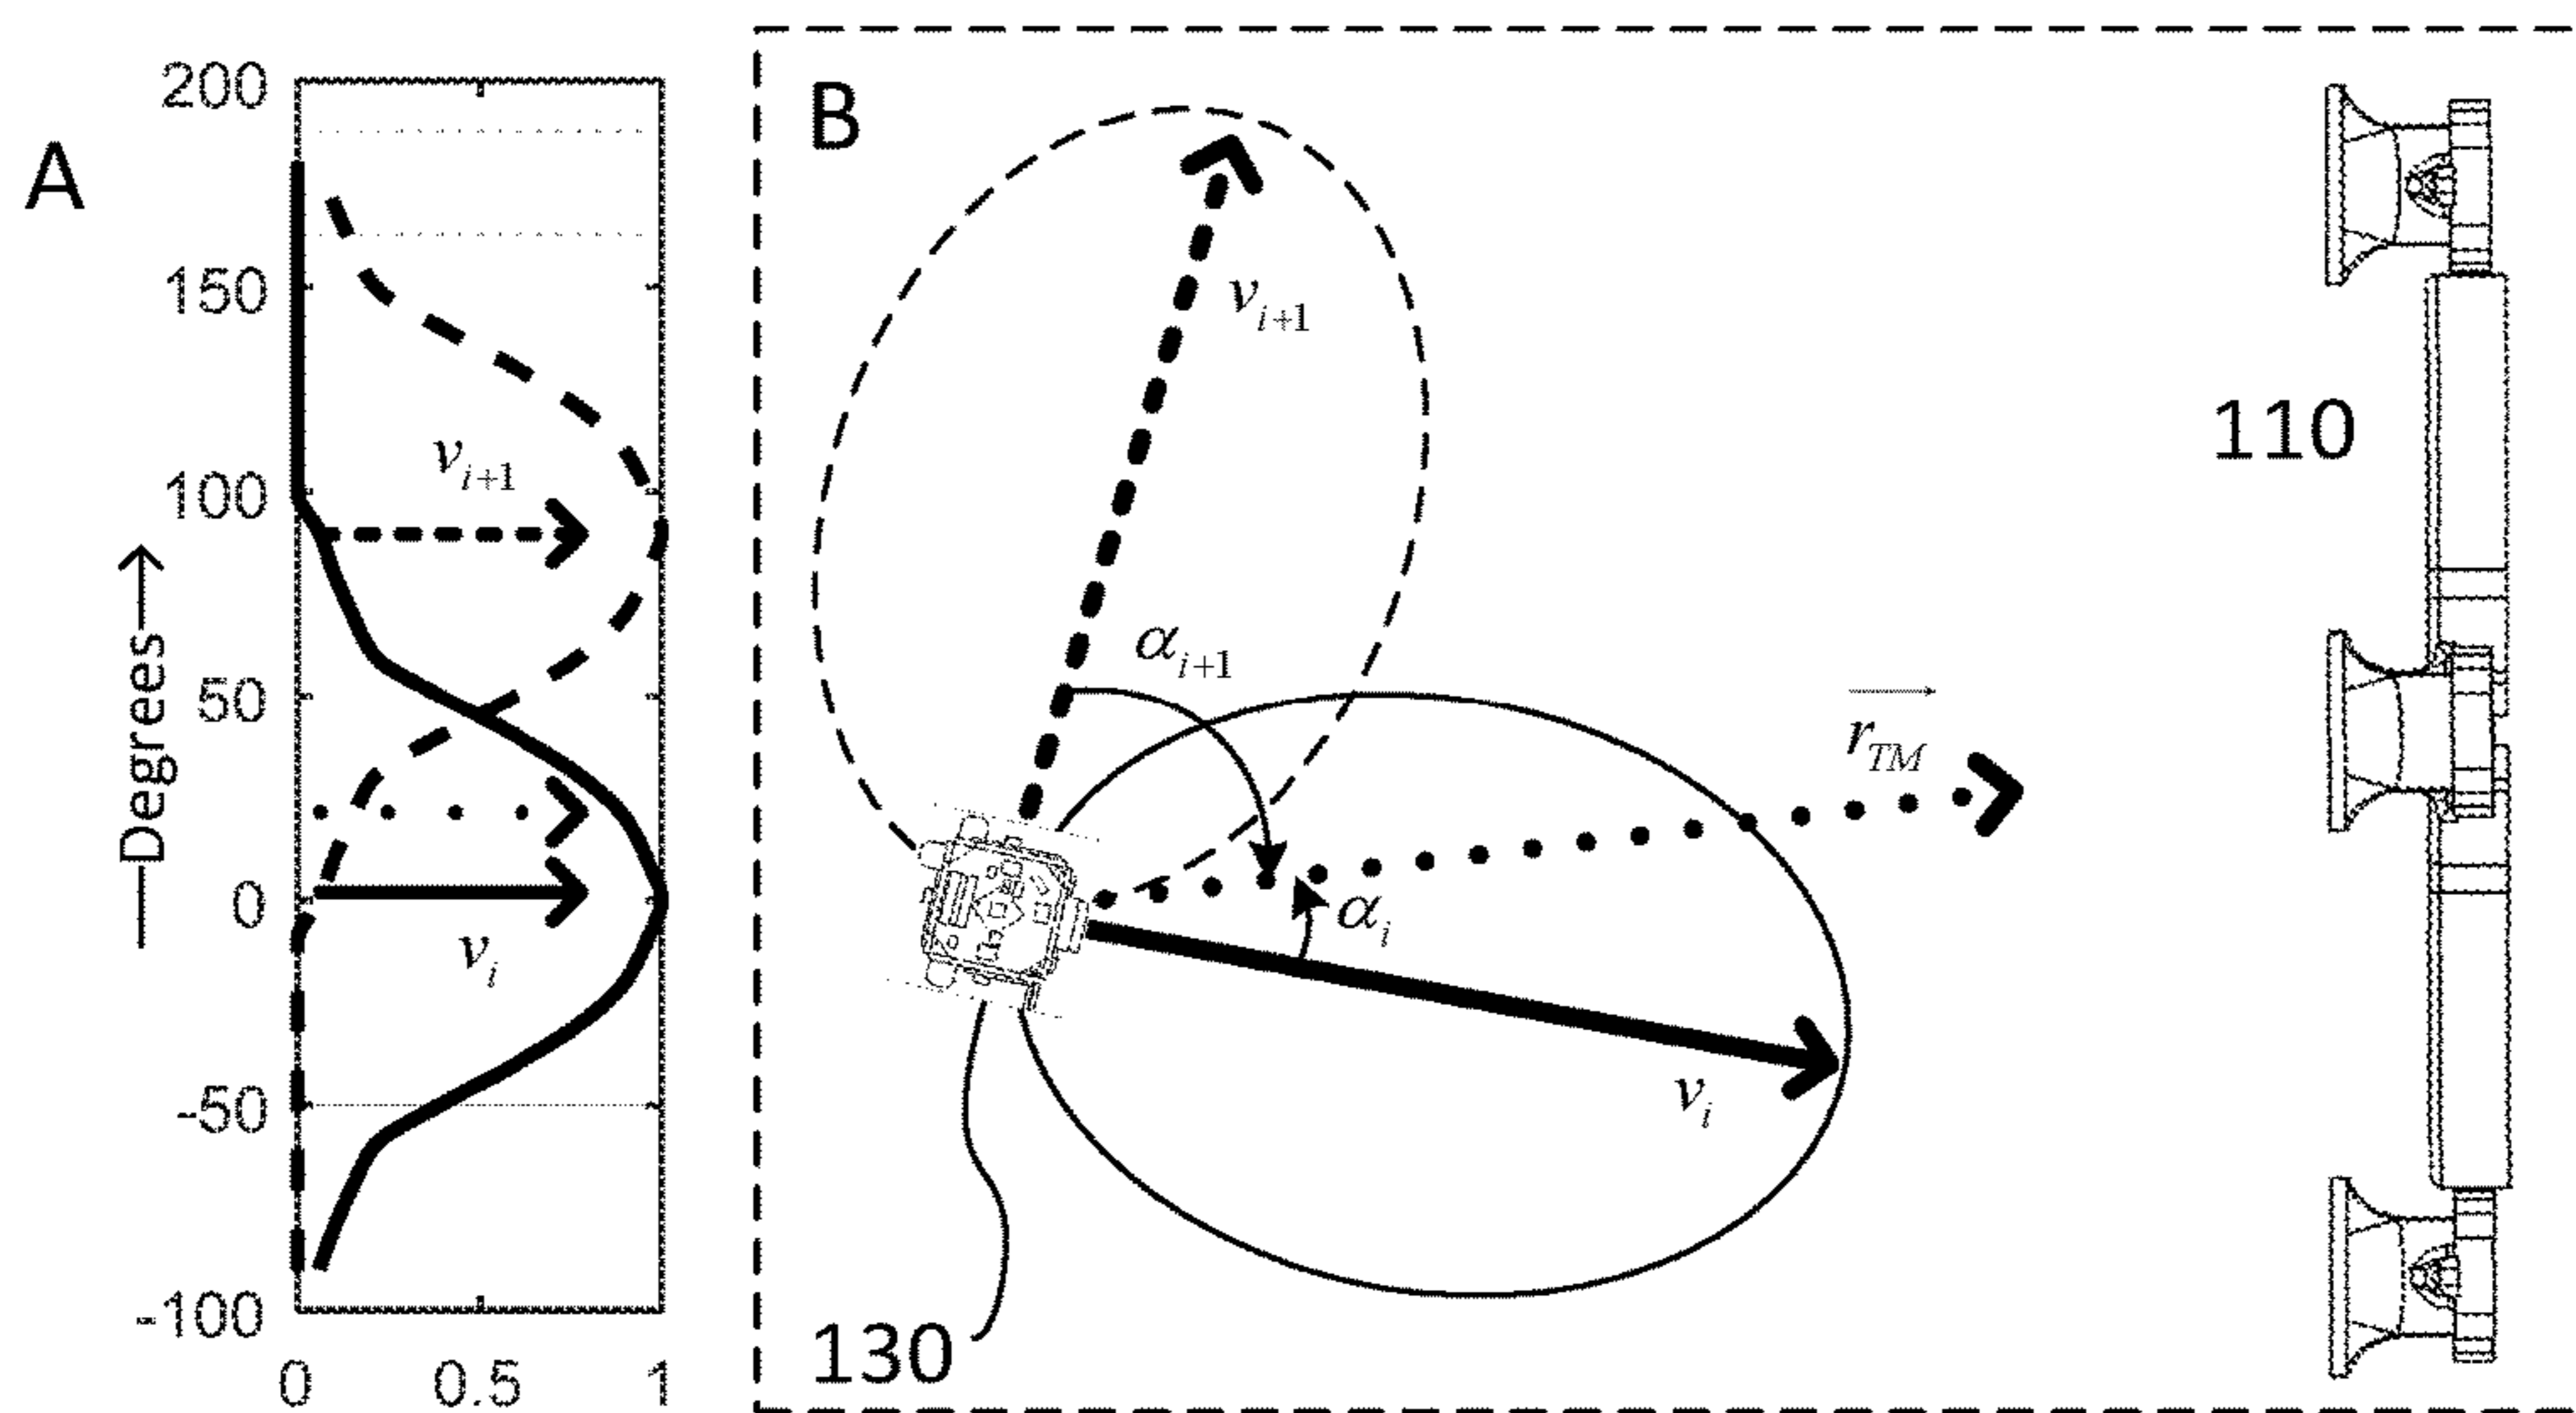 A
200
150
100
50
0
-50
-100
Degrees
v_{i+1}
v_i
0 0.5 1
B
v_{i+1}
α_{i+1}
α_i
r_{TM}
v_i
110
130